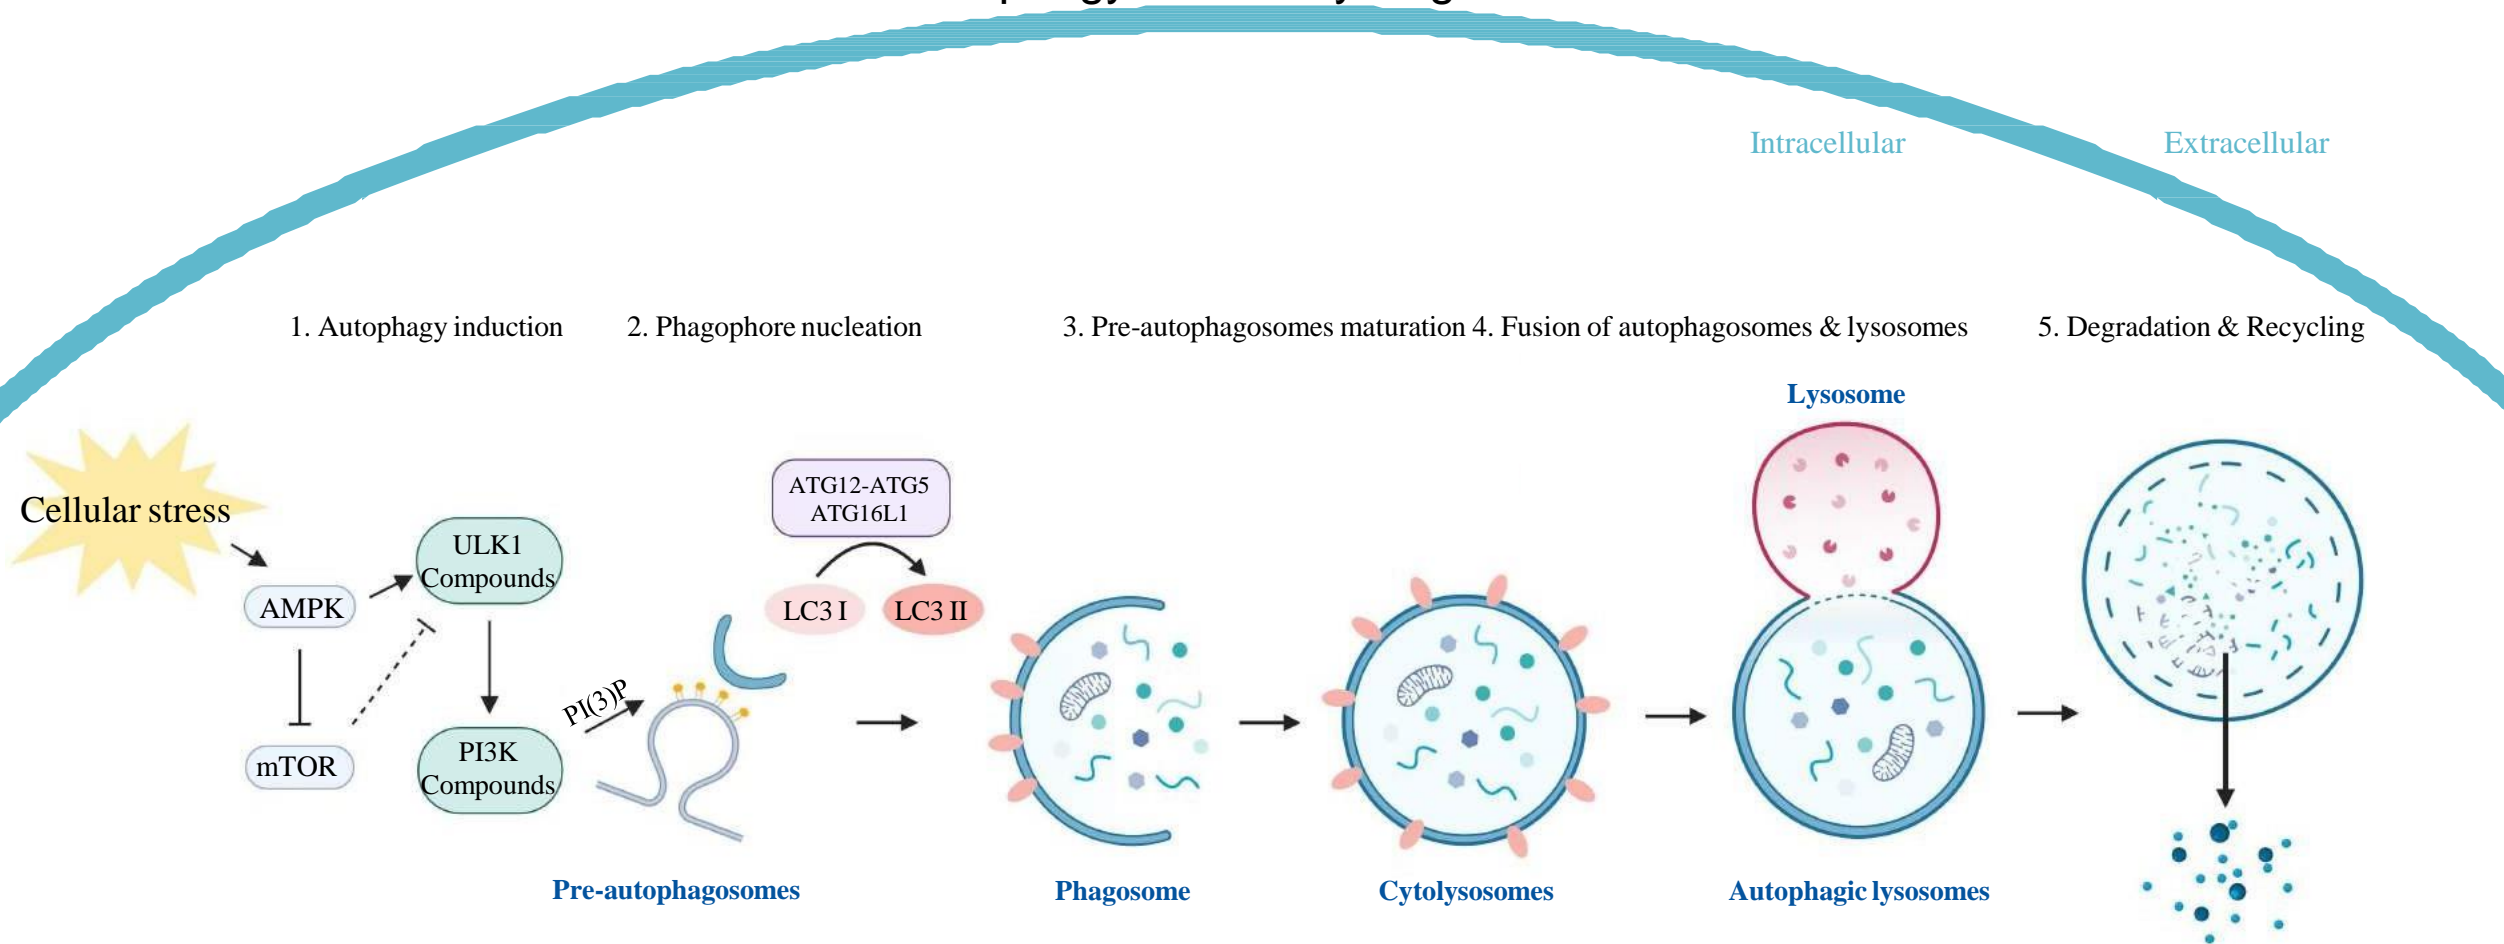 Intracellular
Extracellular
1. Autophagy induction
2. Phagophore nucleation
3. Pre-autophagosomes maturation
4. Fusion of autophagosomes & lysosomes
5. Degradation & Recycling
Lysosome
Cellular stress
ATG12-ATG5
ATG16L1
ULK1
Compounds
AMPK
LC3 I
LC3 II
PI(3)P
mTOR
PI3K
Compounds
Pre-autophagosomes
Phagosome
Cytolysosomes
Autophagic lysosomes